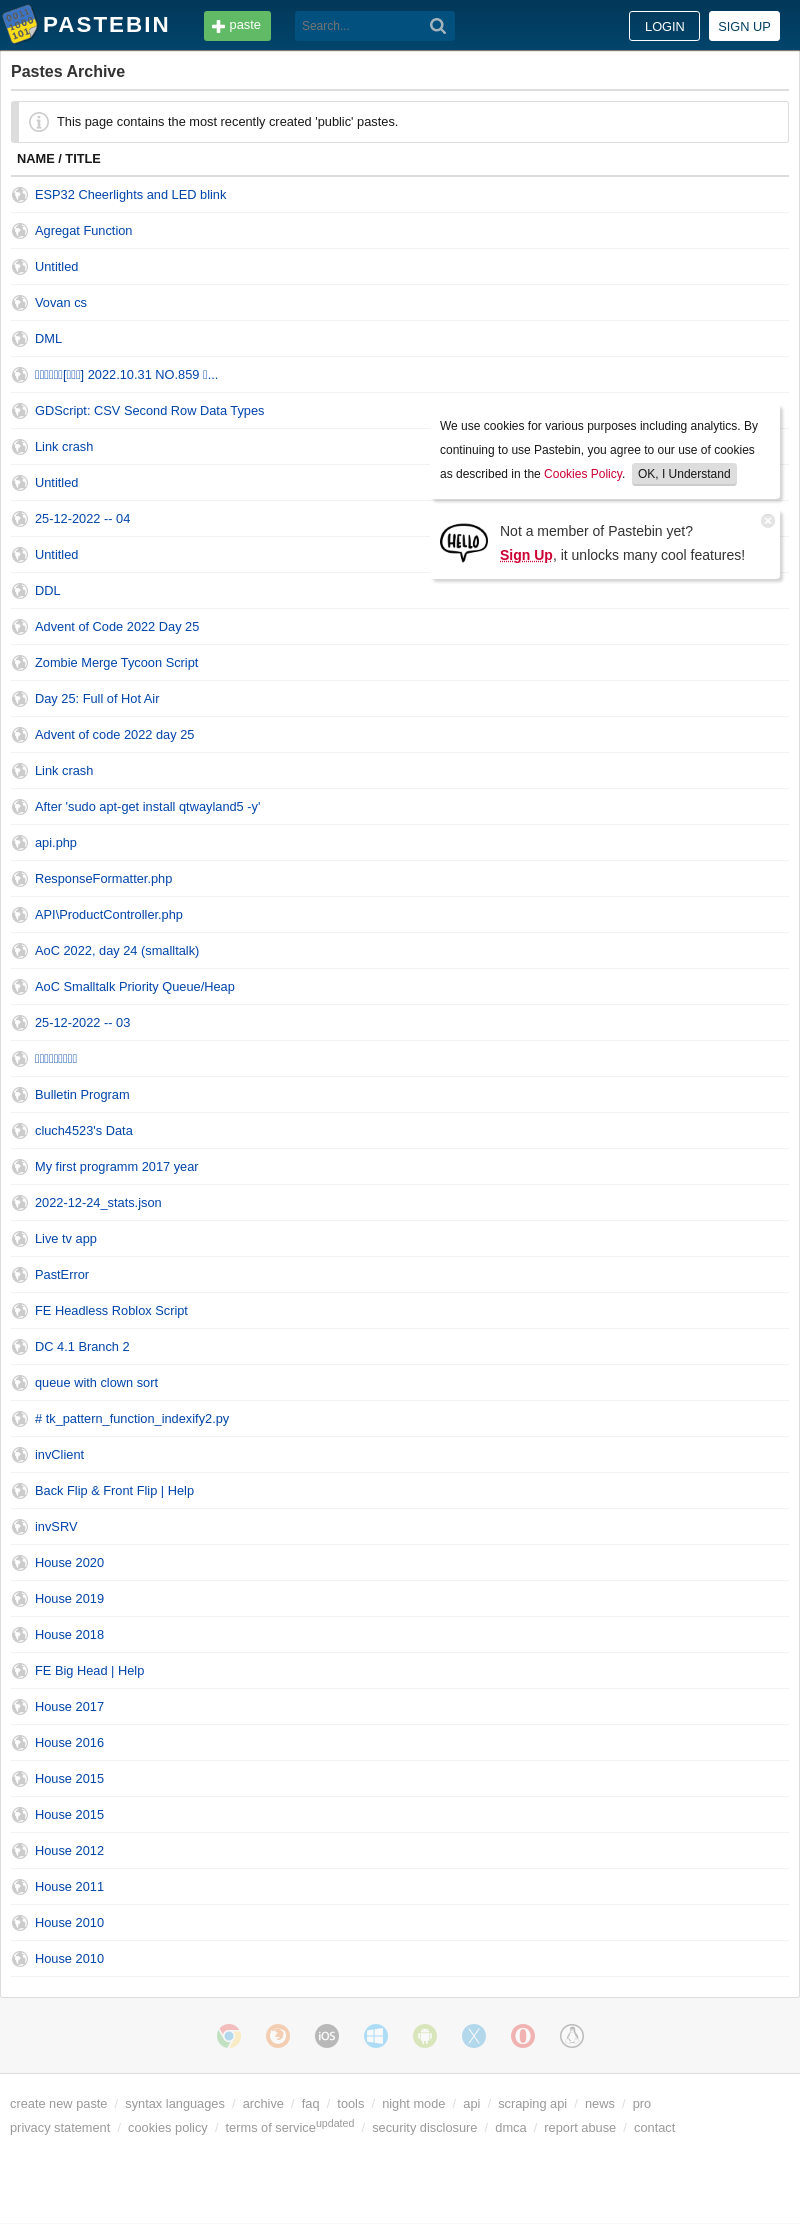 PASTEBIN
paste
Search...
LOGIN
SIGN UP
Pastes Archive
This page contains the most recently created 'public' pastes.
NAME / TITLE
ESP32 Cheerlights and LED blink
Agregat Function
Untitled
Vovan cs
DML
2022.10.31 NO.859 ...
GDScript: CSV Second Row Data Types
We use cookies for various purposes including analytics. By
continuing to use Pastebin, you agree to our use of cookies
as described in the Cookies Policy. OK, I Understand
Link crash
Untitled
25-12-2022 -- 04
HELLO
Not a member of Pastebin yet?
Sign Up, it unlocks many cool features!
Untitled
DDL
Advent of Code 2022 Day 25
Zombie Merge Tycoon Script
Day 25: Full of Hot Air
Advent of code 2022 day 25
Link crash
After 'sudo apt-get install qtwayland5 -y'
api.php
ResponseFormatter.php
API\ProductController.php
AoC 2022, day 24 (smalltalk)
AoC Smalltalk Priority Queue/Heap
25-12-2022 -- 03
Bulletin Program
cluch4523's Data
My first programm 2017 year
2022-12-24_stats.json
Live tv app
PastError
FE Headless Roblox Script
DC 4.1 Branch 2
queue with clown sort
# tk_pattern_function_indexify2.py
invClient
Back Flip & Front Flip | Help
invSRV
House 2020
House 2019
House 2018
FE Big Head | Help
House 2017
House 2016
House 2015
House 2015
House 2012
House 2011
House 2010
House 2010
iOS
create new paste / syntax languages / archive / faq / tools / night mode / api / scraping api / news / pro
privacy statement / cookies policy / terms of service updated / security disclosure / dmca / report abuse / contact